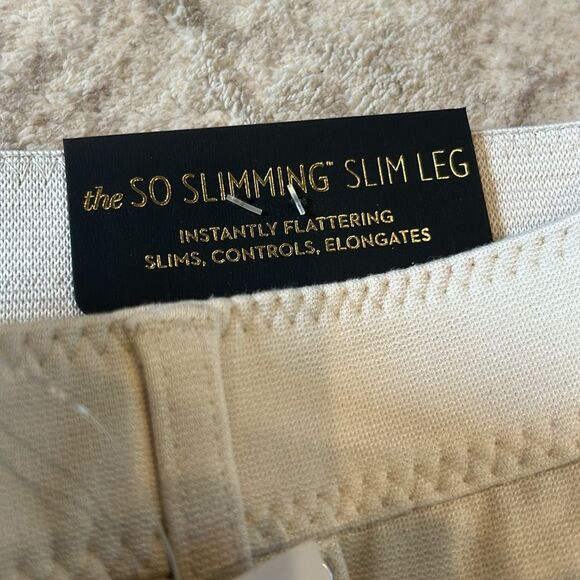 the SO SLIMMING™ SLIM LEG
INSTANTLY FLATTERING
SLIMS, CONTROLS, ELONGATES